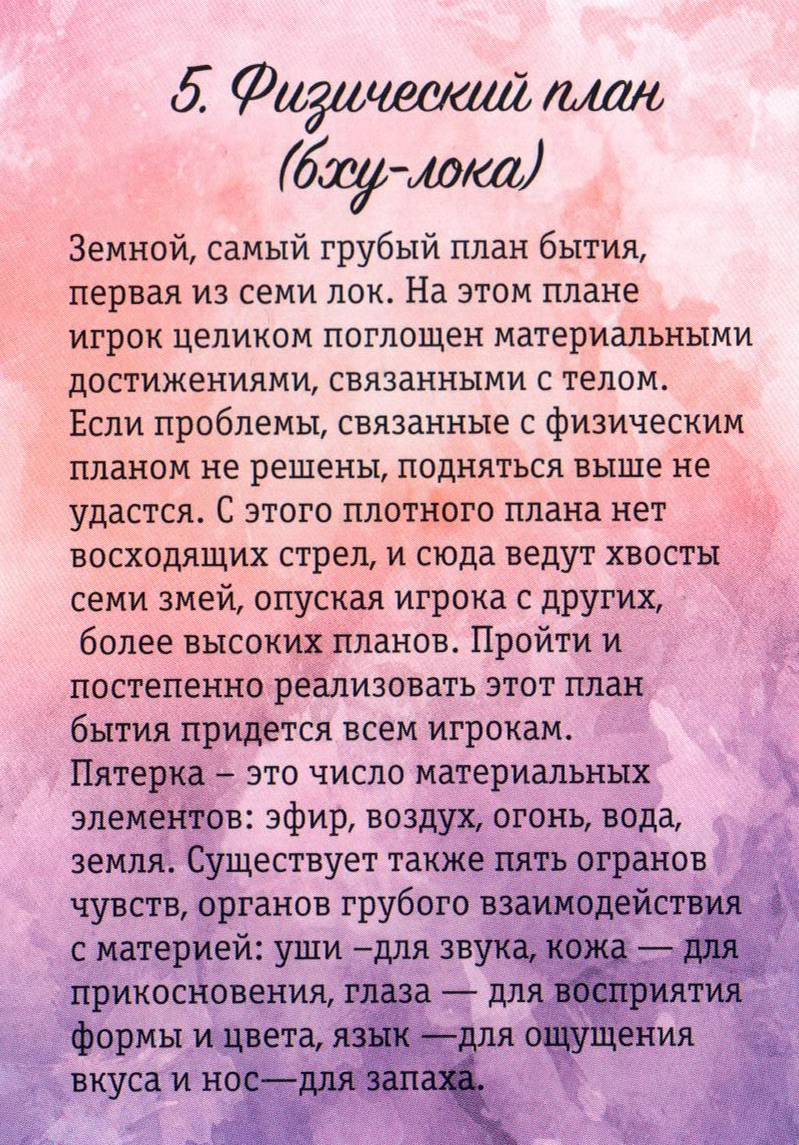 5. Физический план
(бху-лока)
Земной, самый грубый план бытия,
первая из семи лок. На этом плане
игрок целиком поглощен материальными
достижениями, связанными с телом.
Если проблемы, связанные с физическим
планом не решены, подняться выше не
удастся. С этого плотного плана нет
восходящих стрел, и сюда ведут хвосты
семи змей, опуская игрока с других,
более высоких планов. Пройти и
постепенно реализовать этот план
бытия придется всем игрокам.
Пятерка – это число материальных
элементов: эфир, воздух, огонь, вода,
земля. Существует также пять огранов
чувств, органов грубого взаимодействия
с материей: уши –для звука, кожа — для
прикосновения, глаза — для восприятия
формы и цвета, язык —для ощущения
вкуса и нос—для запаха.